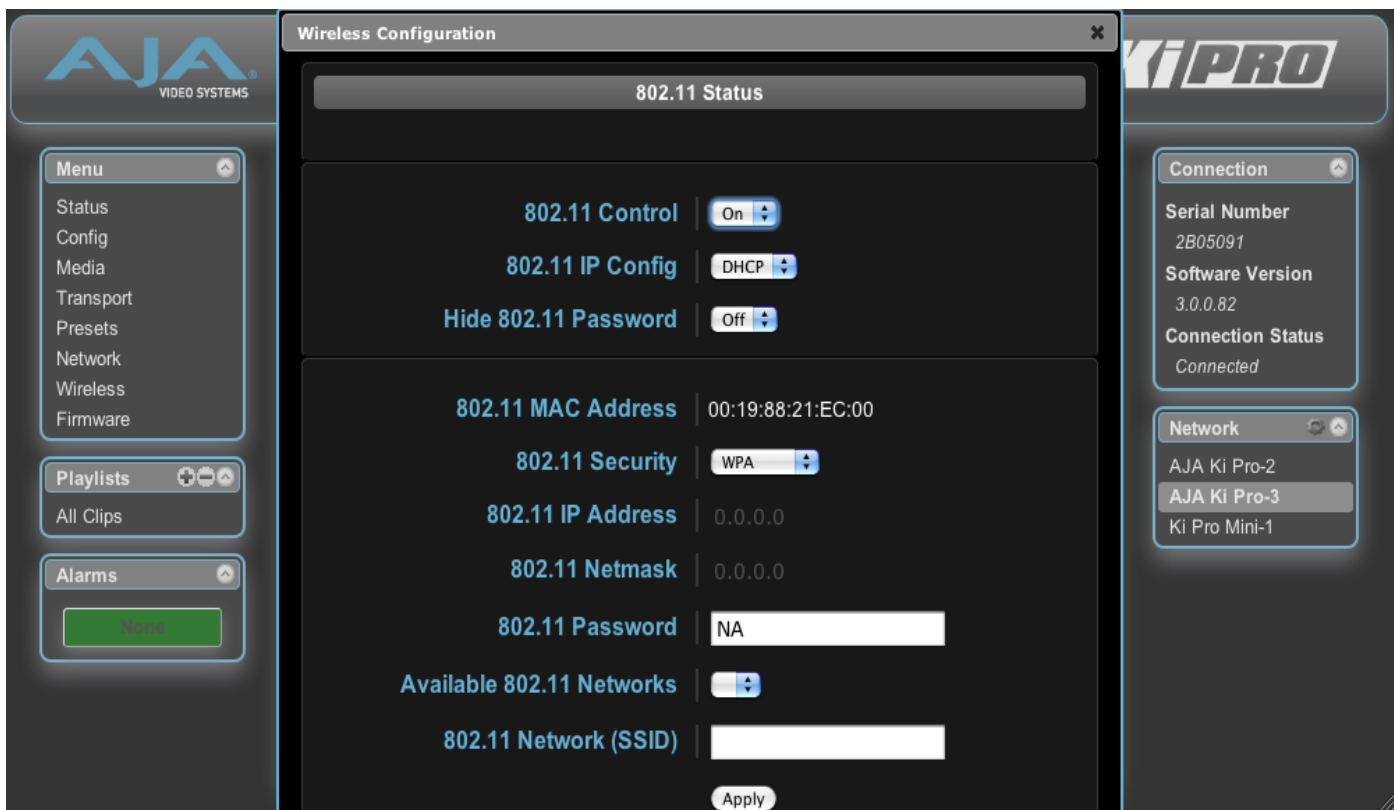 AJA®
VIDEO SYSTEMS
Wireless Configuration
Ki PRO
802.11 Status
Menu
Status
Config
Media
Transport
Presets
Network
Wireless
Firmware
Playlists
All Clips
Alarms
None
802.11 Control On
802.11 IP Config DHCP
Hide 802.11 Password Off
802.11 MAC Address 00:19:88:21:EC:00
802.11 Security WPA
802.11 IP Address 0.0.0.0
802.11 Netmask 0.0.0.0
802.11 Password NA
Available 802.11 Networks
802.11 Network (SSID)
Apply
Connection
Serial Number
2B05091
Software Version
3.0.0.82
Connection Status
Connected
Network
AJA Ki Pro-2
AJA Ki Pro-3
Ki Pro Mini-1